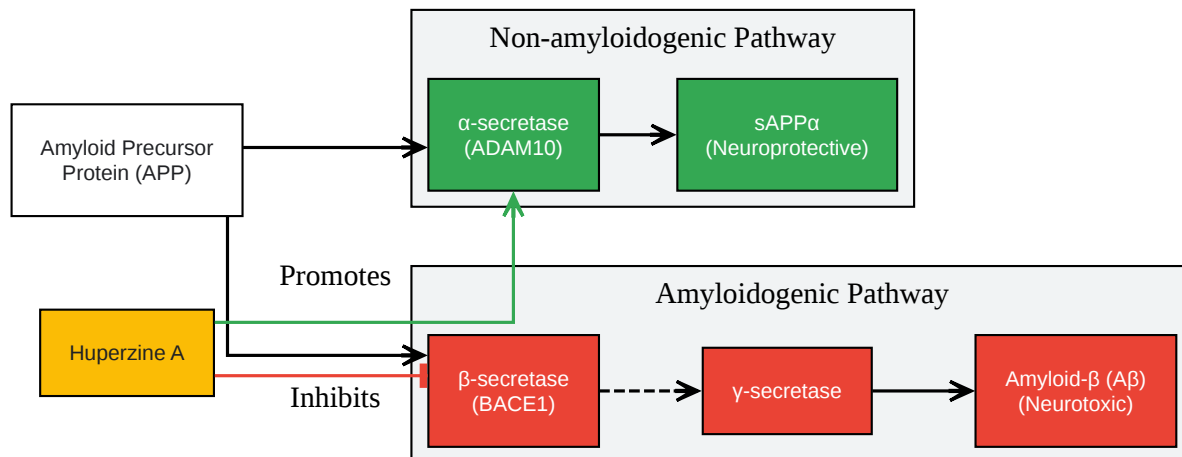 Non-amyloidogenic Pathway
α-secretase
(ADAM10)
sAPPα
(Neuroprotective)
Amyloid Precursor
Protein (APP)
Promotes
Amyloidogenic Pathway
Huperzine A
Inhibits
β-secretase
(BACE1)
γ-secretase
Amyloid-β (Aβ)
(Neurotoxic)